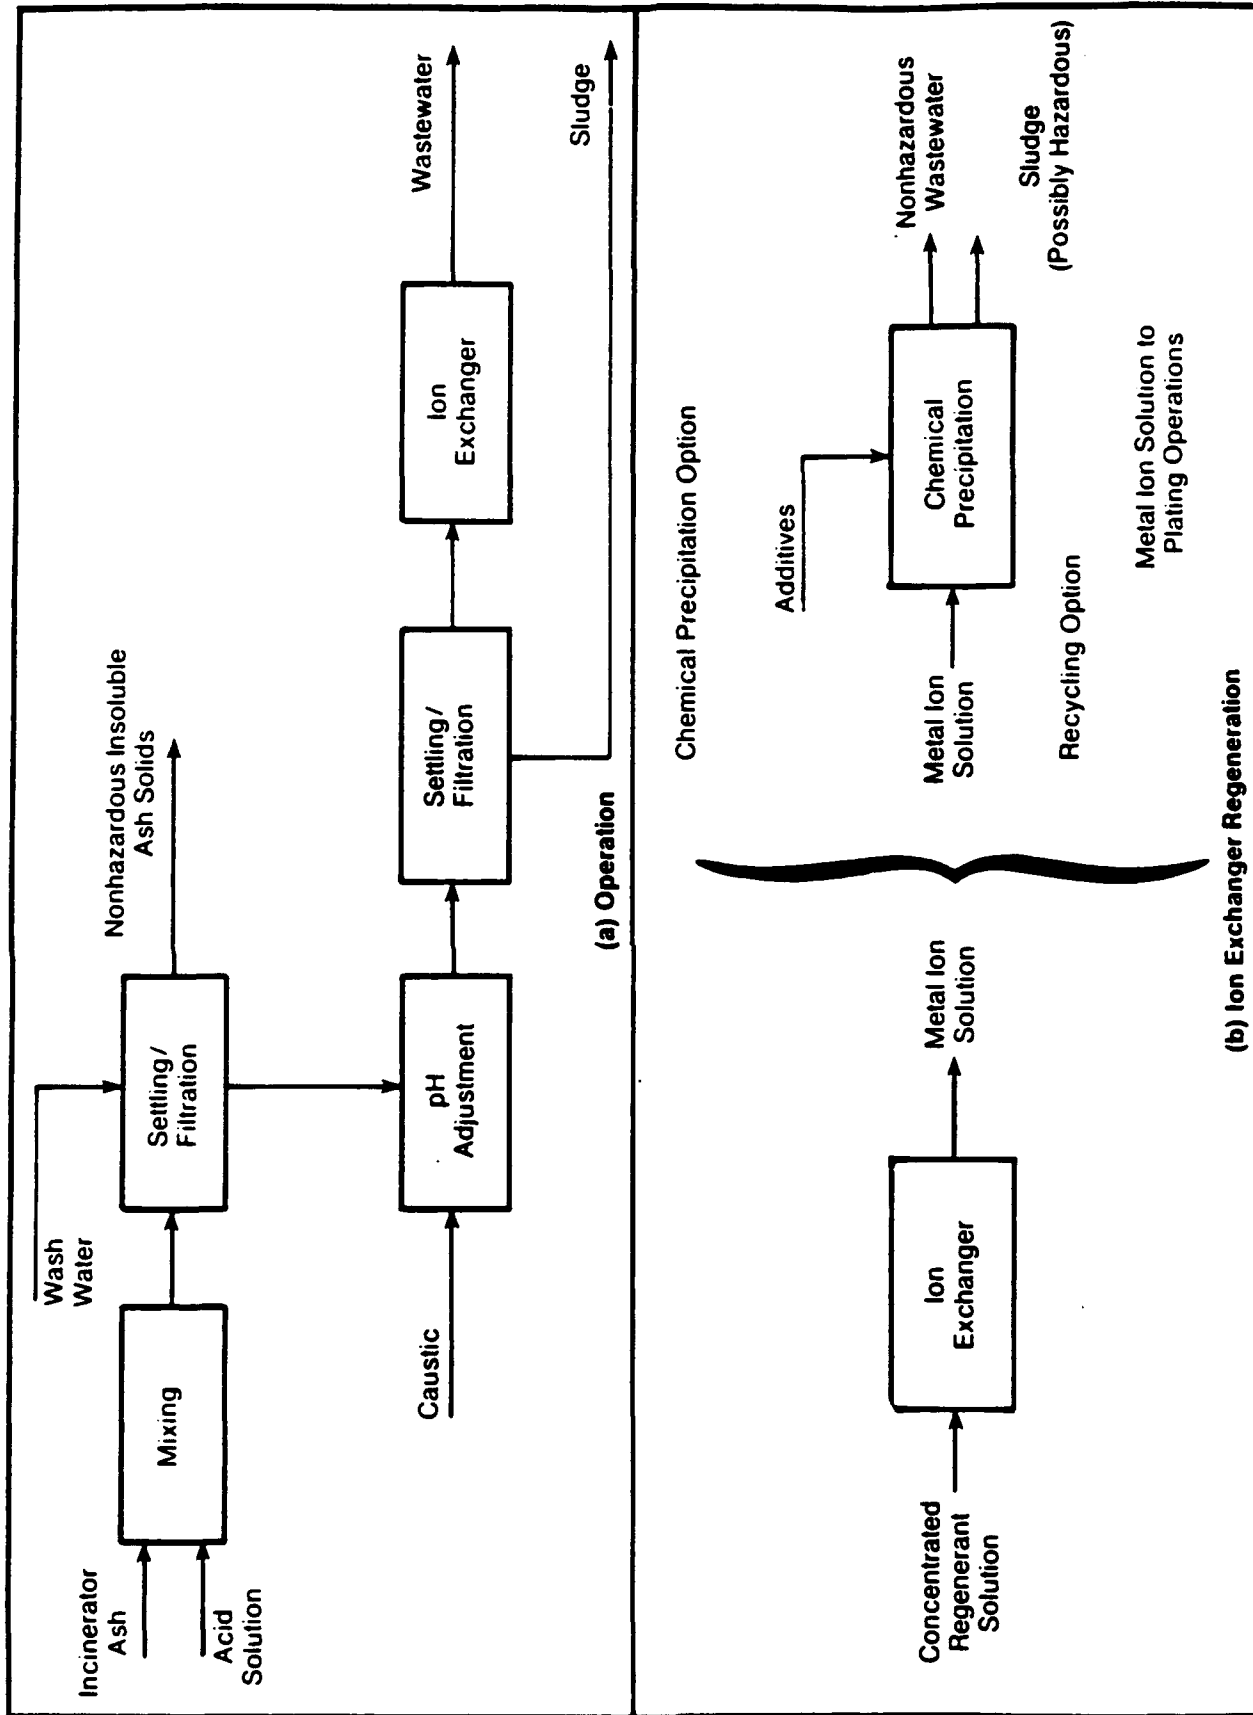 Incinerator
Ash
Acid
Solution
Mixing
Wash
Water
Settling/
Filtration
Nonhazardous Insoluble
Ash Solids
Caustic
pH
Adjustment
Settling/
Filtration
Ion
Exchanger
Wastewater
Sludge
(a) Operation
Concentrated
Regenerant
Solution
Ion
Exchanger
Metal Ion
Solution
Chemical Precipitation Option
Additives
Metal Ion
Solution
Chemical
Precipitation
Nonhazardous
Wastewater
Sludge
(Possibly Hazardous)
Recycling Option
Metal Ion Solution to
Plating Operations
(b) Ion Exchanger Regeneration